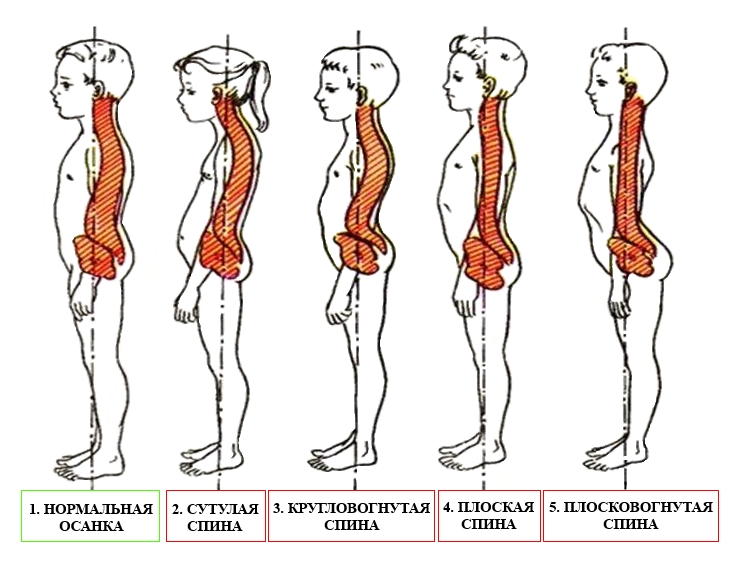 1. НОРМАЛЬНАЯ
ОСАНКА
2. СУТУЛАЯ
СПИНА
3. КРУГЛОВОГНУТАЯ
СПИНА
4. ПЛОСКАЯ
СПИНА
5. ПЛОСКОВОГНУТАЯ
СПИНА